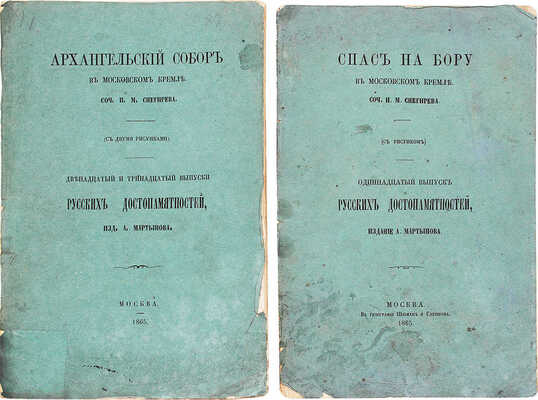 АРХАНГЕЛЬСКІЙ СОБОРЪ
ВЪ МОСКОВСКОМЪ КРЕМЛѢ.
СОЧ. И. М. СНЕГИРЕВА.
(СЪ ДВУМЯ РИСУНКАМИ)
ДВѢНАДЦАТЫЙ И ТРИНАДЦАТЫЙ ВЫПУСКИ
РУССКИХЪ ДОСТОПАМЯТНОСТЕЙ,
ИЗД. А. МАРТЫНОВА.
МОСКВА.
1865.
СПАСЪ НА БОРУ
ВЪ МОСКОВСКОМЪ КРЕМЛѢ.
СОЧ. И. М. СНЕГИРЕВА.
(СЪ РИСУНКОМЪ)
ОДИННАДЦАТЫЙ ВЫПУСКЪ
РУССКИХЪ ДОСТОПАМЯТНОСТЕЙ,
ИЗДАНІЕ А. МАРТЫНОВА.
МОСКВА.
Въ типографіи и
1865.